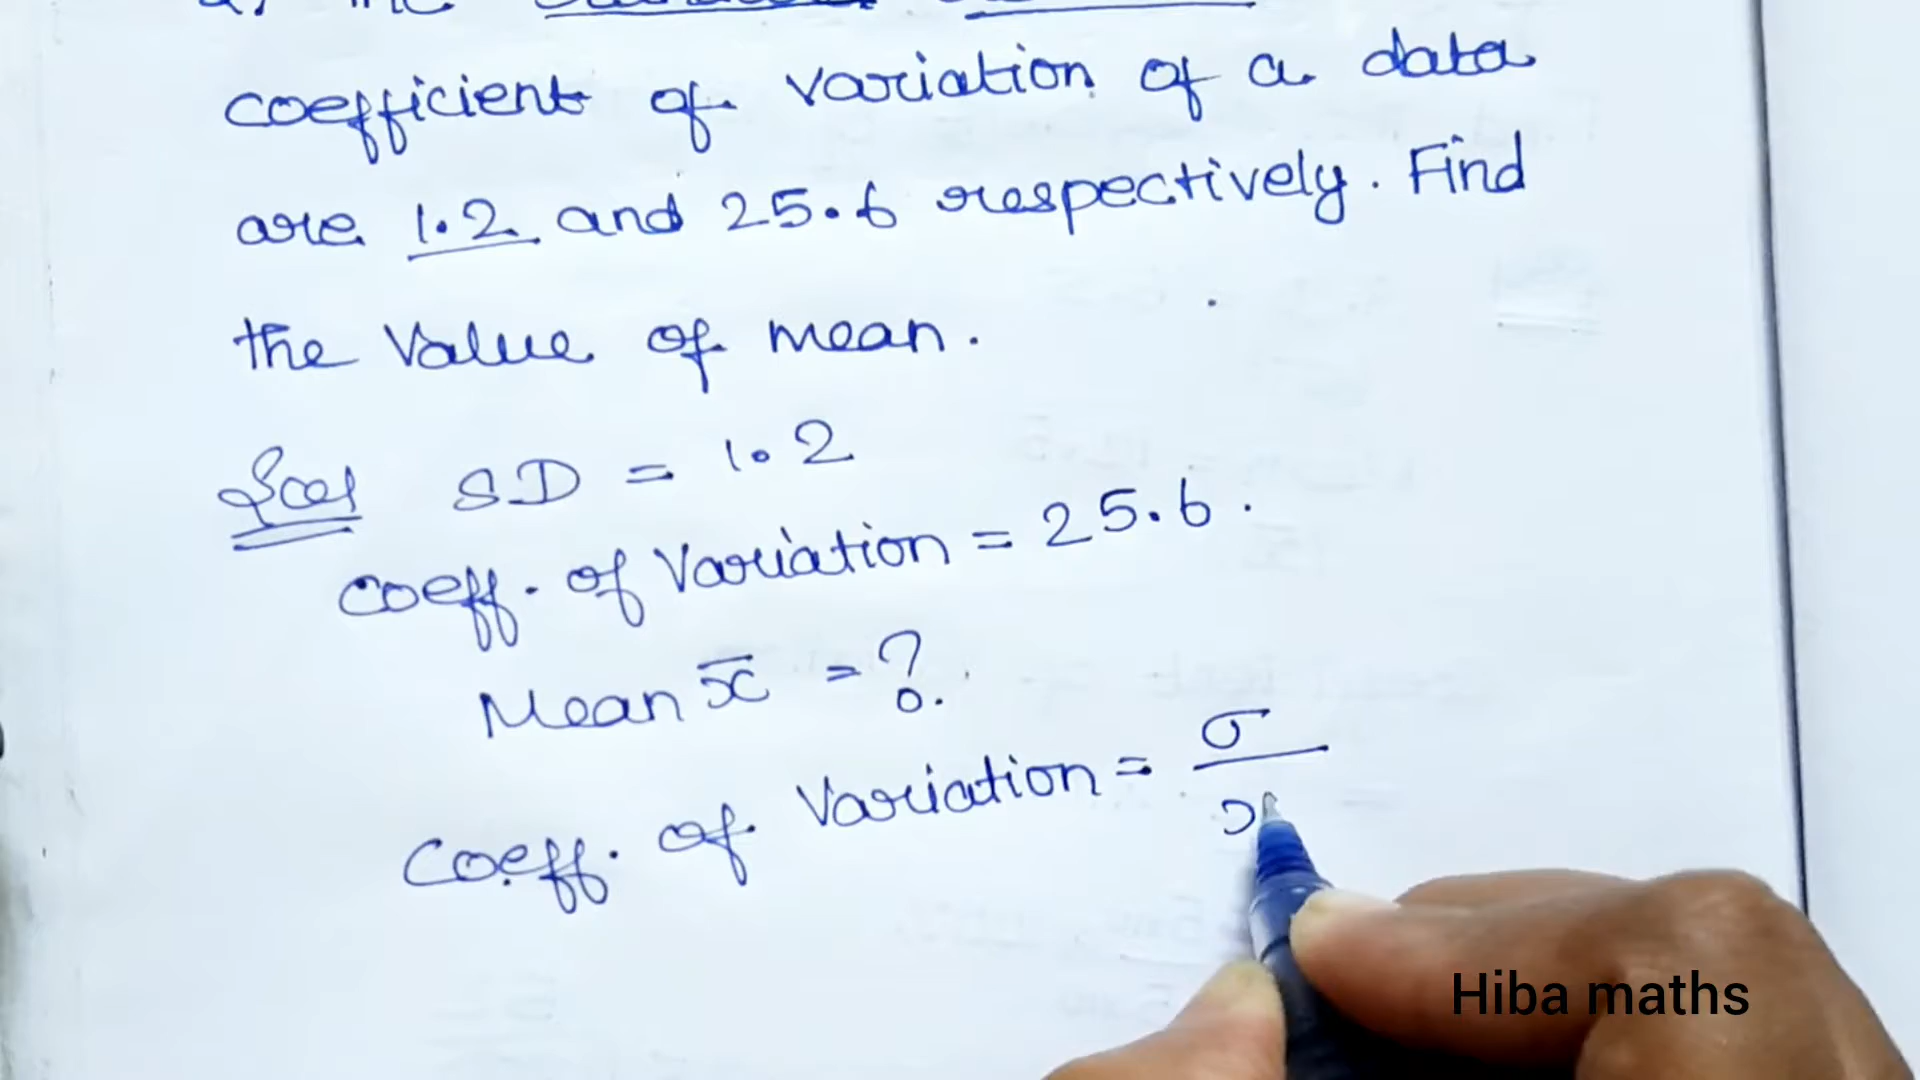 coefficient of variation of a data
are 1.2 and 25.6 respectively. Find
the value of mean.
SD = 1.2
Coeff. of Variation = 25.6.
Mean x̄ = ?.
Coeff. of Variation = σ
Hiba maths